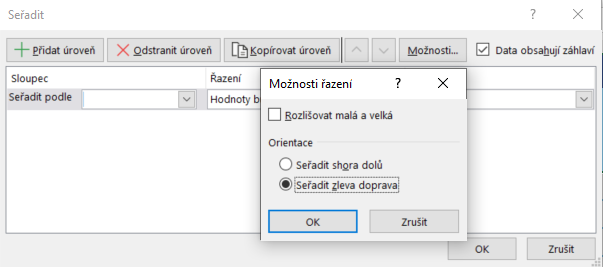 Seřadit
?
Přidat úroveň Odstranit úroveň Kopírovat úroveň Možnosti... Data obsahují záhlaví
Sloupec Řazení
Seřadit podle Hodnoty b
Možnosti řazení ?
Rozlišovat malá a velká
Orientace
Seřadit shora dolů
Seřadit zleva doprava
OK Zrušit
OK Zrušit